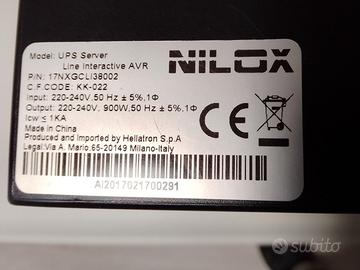 Model: UPS Server
Line Interactive AVR
NILOX
P/N: 17NXGCLI38002
C.F.CODE: KK-022
Input: 220-240V,50 Hz ± 5%,1Φ
Output: 220-240V, 900W,50 Hz ± 5%,1Φ
Icw ≤ 1KA
Made in China
Produced and Imported by Hellatron S.p.A
Legal:Via A. Mario,65-20149 Milano-Italy
CE
AI2017021700291
subito